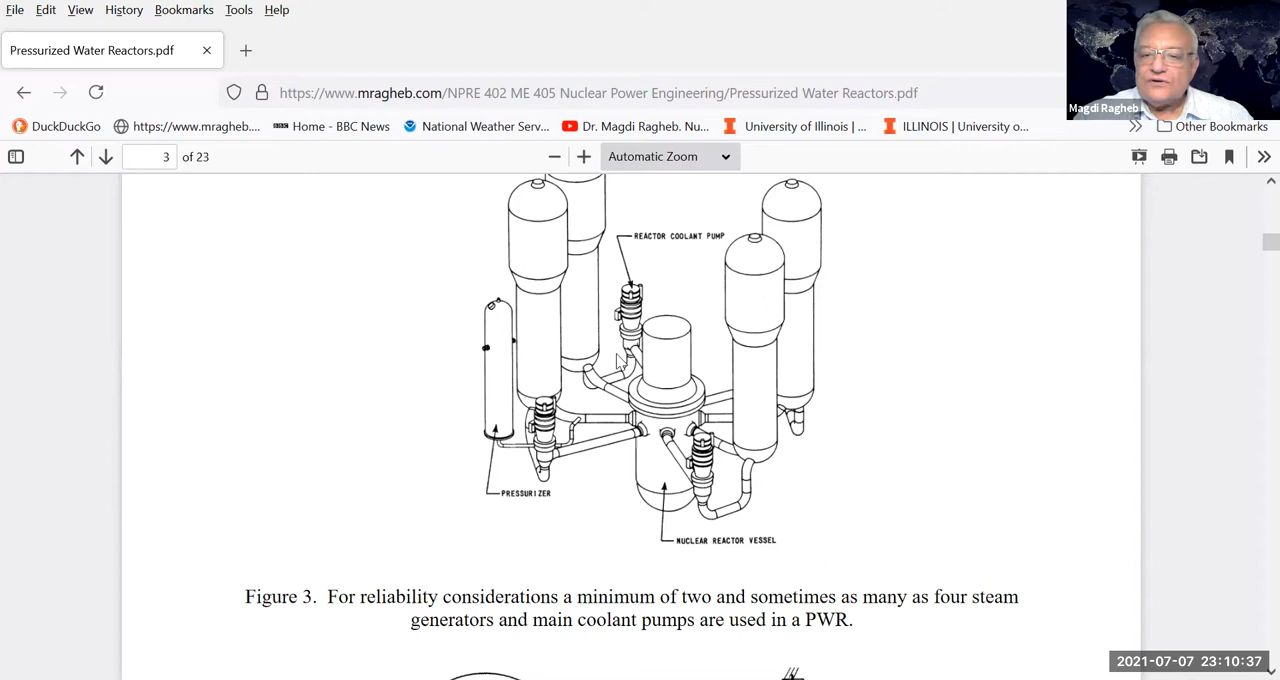 File Edit View History Bookmarks Tools Help
Pressurized Water Reactors.pdf
https://www.mragheb.com/NPRE 402 ME 405 Nuclear Power Engineering/Pressurized Water Reactors.pdf
Magdi Ragheb
DuckDuckGo https://www.mragheb.... Home - BBC News National Weather Serv... Dr. Magdi Ragheb. Nu... University of Illinois | ... ILLINOIS | University o... Other Bookmarks
3 of 23 Automatic Zoom
REACTOR COOLANT PUMP
PRESSURIZER
NUCLEAR REACTOR VESSEL
Figure 3. For reliability considerations a minimum of two and sometimes as many as four steam
generators and main coolant pumps are used in a PWR.
2021-07-07 23:10:37